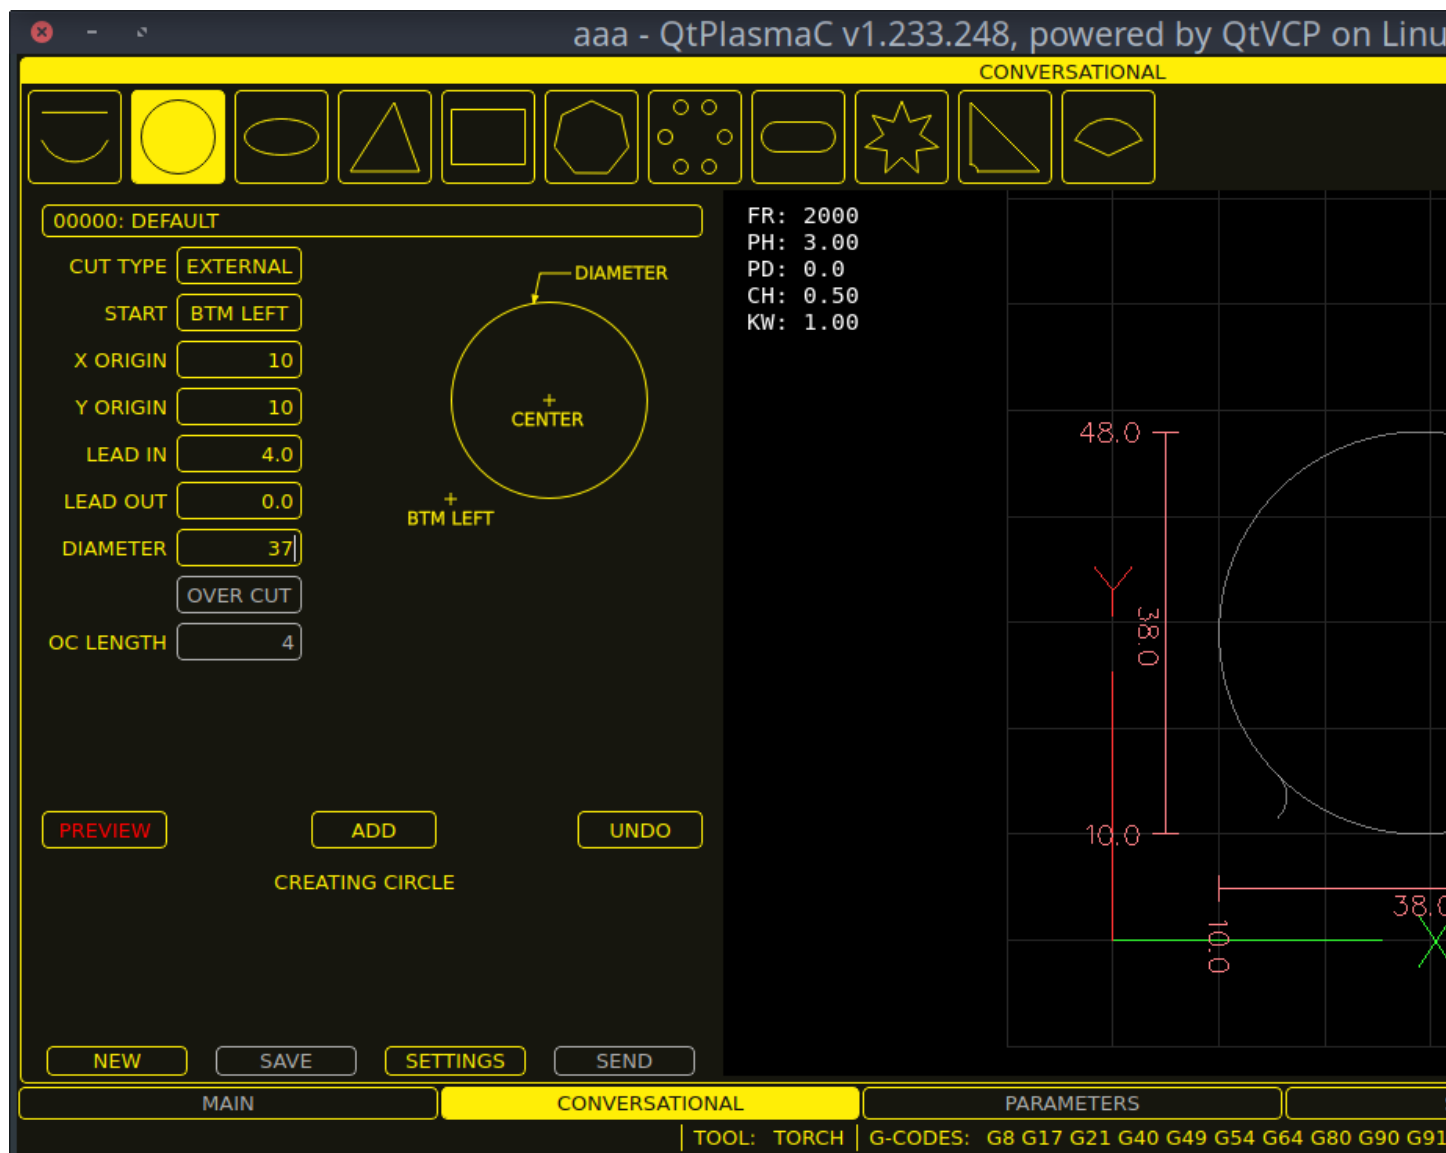 aaa - QtPlasmaC v1.233.248, powered by QtVCP on Linu
CONVERSATIONAL
00000: DEFAULT
CUT TYPE EXTERNAL
START BTM LEFT
X ORIGIN 10
Y ORIGIN 10
LEAD IN 4.0
LEAD OUT 0.0
DIAMETER 37
OVER CUT
OC LENGTH 4
DIAMETER
CENTER
BTM LEFT
PREVIEW ADD UNDO
CREATING CIRCLE
NEW SAVE SETTINGS SEND
FR: 2000
PH: 3.00
PD: 0.0
CH: 0.50
KW: 1.00
48.0
Y
38.0
10.0
38.0
10.0
X
MAIN CONVERSATIONAL PARAMETERS
TOOL: TORCH G-CODES: G8 G17 G21 G40 G49 G54 G64 G80 G90 G91